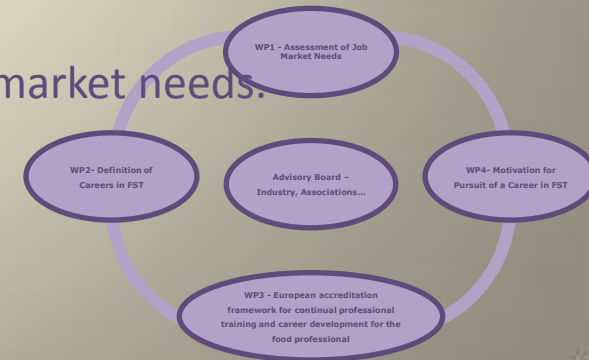 WP1 - Assessment of Job
Market Needs
market needs.
WP2- Definition of
Careers in FST
Advisory Board –
Industry, Associations...
WP4- Motivation for
Pursuit of a Career in FST
WP3 - European accreditation
framework for continual professional
training and career development for the
food professional